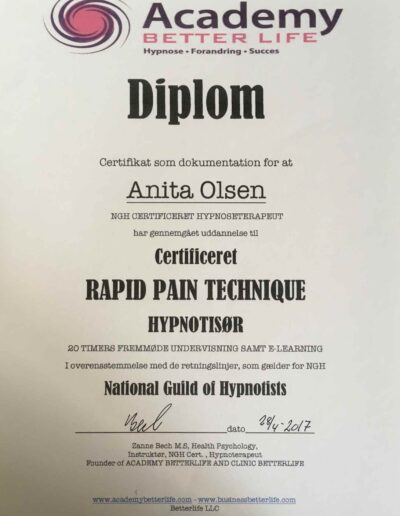 Academy
BETTER LIFE
Hypnose • Forandring • Succes
Diplom
Certifikat som dokumentation for at
Anita Olsen
NGH CERTIFICERET HYPNOSETERAPEUT
har gennemgået uddannelse til
Certificeret
RAPID PAIN TECHNIQUE
HYPNOTISØR
20 TIMERS FREMMØDE UNDERVISNING SAMT E-LEARNING
I overensstemmelse med de retningslinjer, som gælder for NGH
National Guild of Hypnotists
dato 28/4-2017
Zanne Bech M.S, Health Psychology,
Instruktør, NGH Cert. , Hypnoterapeut
Founder of ACADEMY BETTERLIFE AND CLINIC BETTERLIFE
www.academybetterlife.com - www.businessbetterlife.com
Betterlife LLC